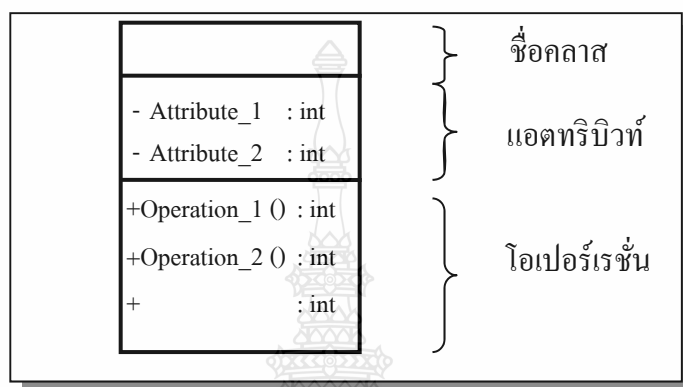 ชื่อคลาส
- Attribute_1 : int
- Attribute_2 : int
แอตทริบิวท์
+Operation_1 () : int
+Operation_2 () : int
+ : int
โอเปอร์เรชั่น